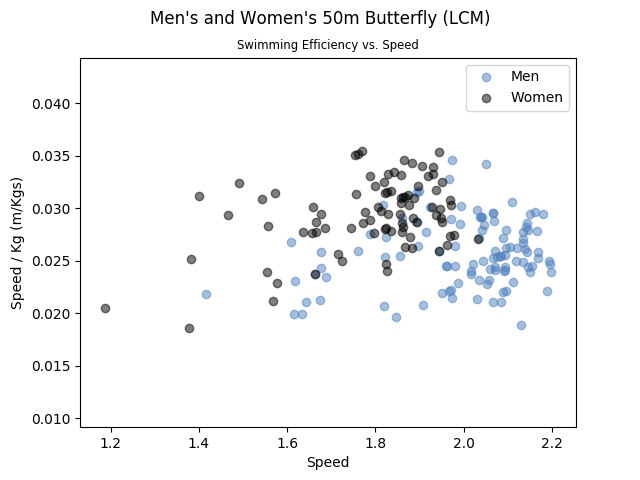 Men's and Women's 50m Butterfly (LCM)
Swimming Efficiency vs. Speed
Men
Women
0.040
0.035
0.030
0.025
0.020
0.015
0.010
Speed / Kg (m/Kgs)
1.2 1.4 1.6 1.8 2.0 2.2
Speed